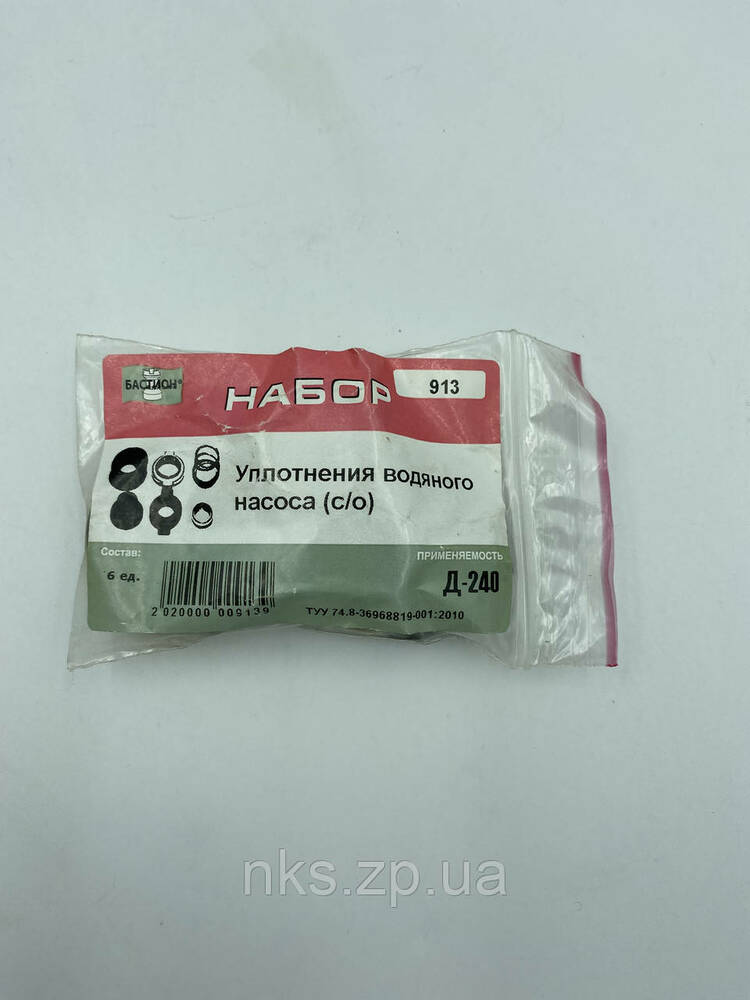 БАСТИОН®
НАБОР
913
Уплотнения водяного
насоса (с/о)
Состав:
6 ед.
ПРИМЕНЯЕМОСТЬ
Д-240
2 020000 009139
ТУУ 74.8-36968819-001:2010
nks.zp.ua